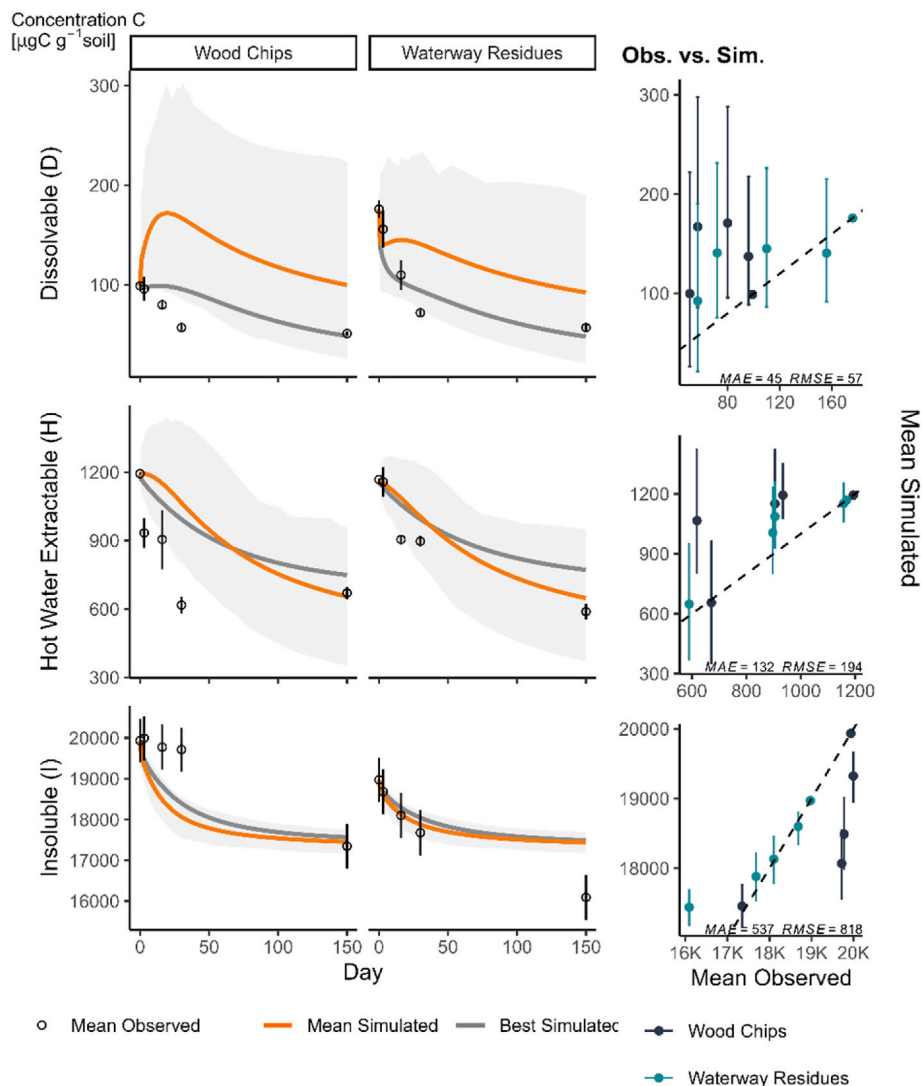 Concentration C
[µgC g⁻¹soil]
Wood Chips
Waterway Residues
Obs. vs. Sim.
Dissolvable (D)
300
200
100
300
200
100
MAE = 45 RMSE = 57
80
120
160
Hot Water Extractable (H)
1200
900
600
300
1200
900
600
300
MAE = 132 RMSE = 194
600
800
1000
1200
Mean Simulated
Insoluble (I)
20000
19000
18000
17000
16000
20000
19000
18000
MAE = 537 RMSE = 818
0
50
100
150
0
50
100
150
16K
17K
18K
19K
20K
Day
Mean Observed
Mean Observed
Mean Simulated
Best Simulated
Wood Chips
Waterway Residues